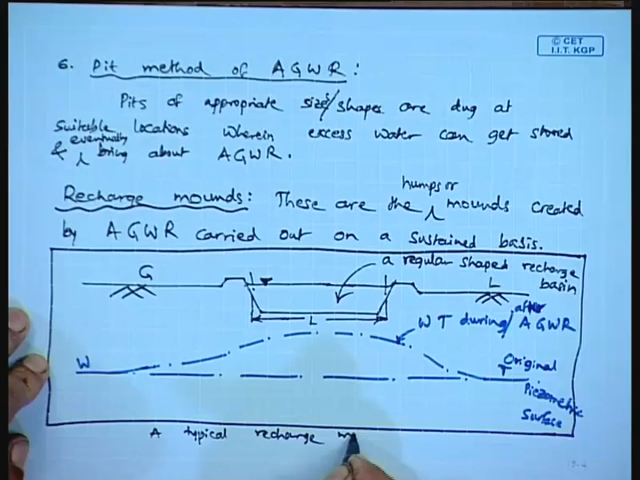 © CET
I.I.T. KGP
6. Pit method of AGWR:
Pits of appropriate sizes/shapes are dug at
suitable locations wherein excess water can get stored
& eventually bring about AGWR.
Recharge mounds: These are the humps or mounds created
by AGWR carried out on a sustained basis.
a regular shaped recharge
basin
G
L
L
WT during/after AGWR
W
Original
T
Piezometric
Surface
A typical recharge m